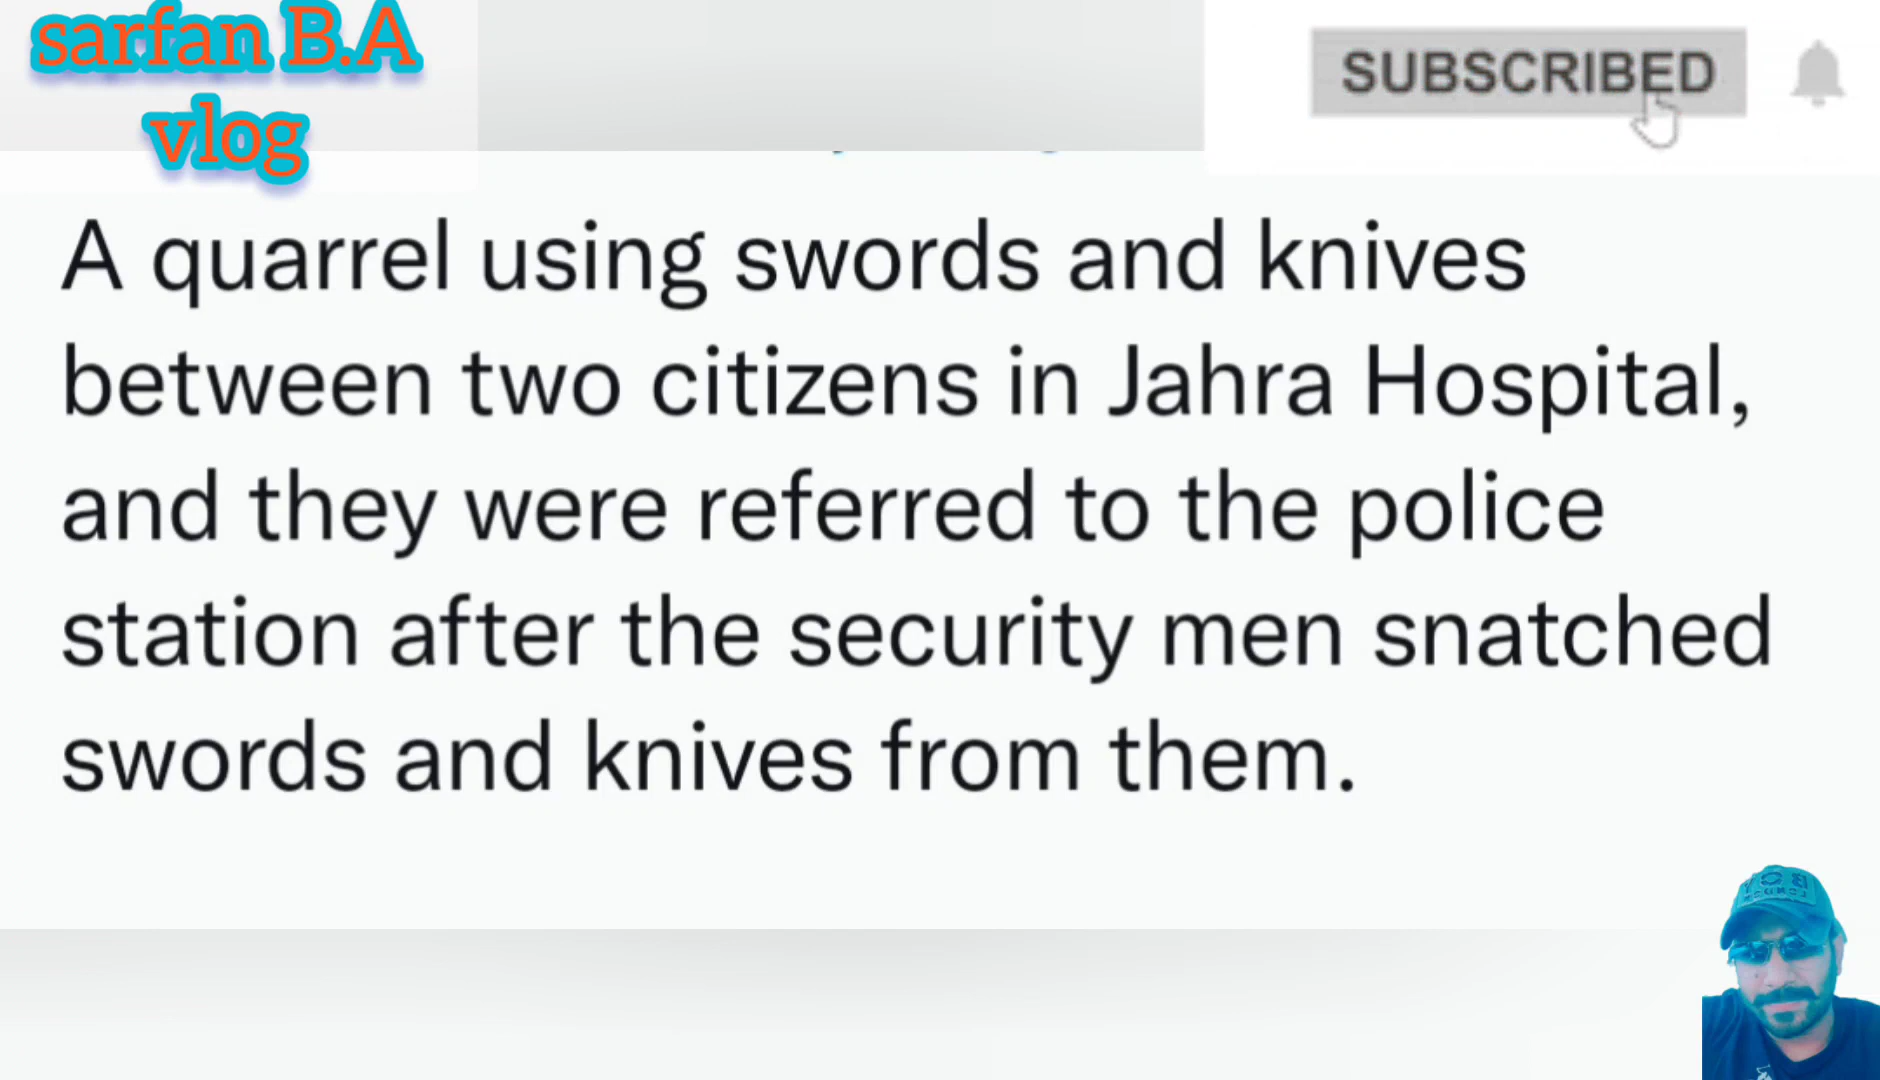 sarfan B.A
vlog
SUBSCRIBED
A quarrel using swords and knives
between two citizens in Jahra Hospital,
and they were referred to the police
station after the security men snatched
swords and knives from them.